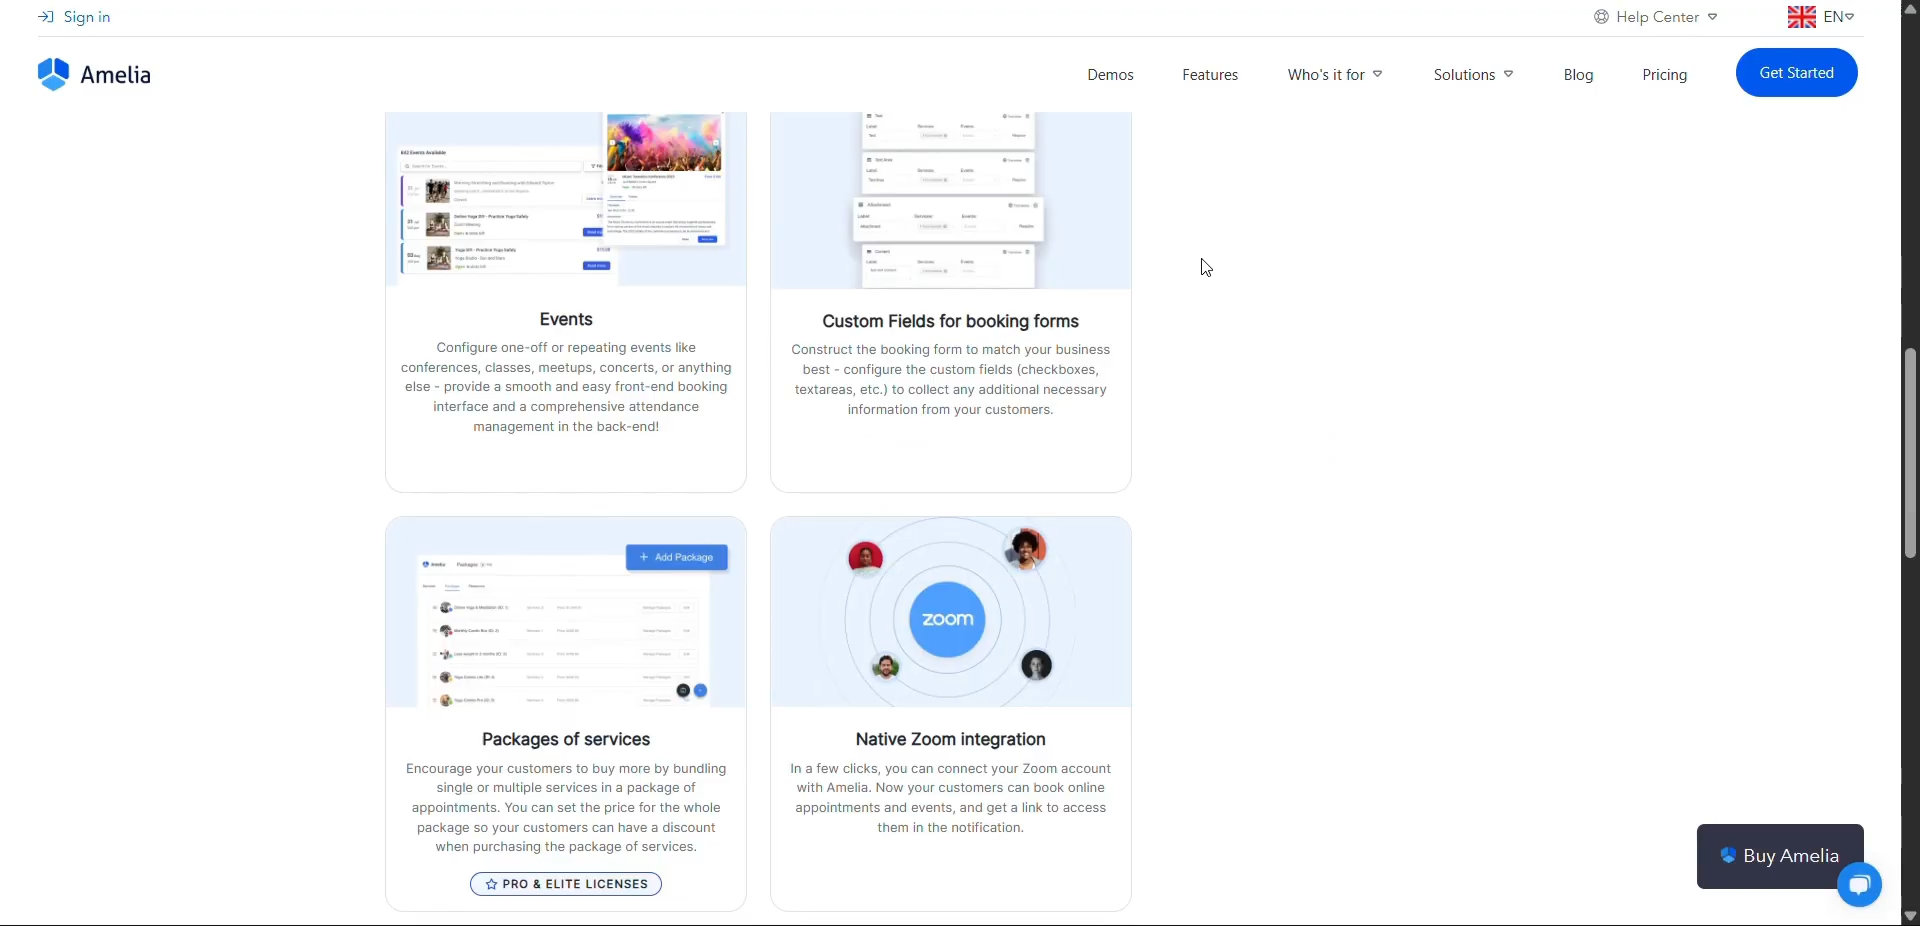 Sign in
Help Center
EN
Amelia
Demos
Features
Who's it for
Solutions
Blog
Pricing
Get Started
Events
Configure one-off or repeating events like
conferences, classes, meetups, concerts, or anything
else - provide a smooth and easy front-end booking
interface and a comprehensive attendance
management in the back-end!
Custom Fields for booking forms
Construct the booking form to match your business
best - configure the custom fields (checkboxes,
textareas, etc.) to collect any additional necessary
information from your customers.
+ Add Package
Amelia Packages
Packages of services
Encourage your customers to buy more by bundling
single or multiple services in a package of
appointments. You can set the price for the whole
package so your customers can have a discount
when purchasing the package of services.
PRO & ELITE LICENSES
zoom
Native Zoom integration
In a few clicks, you can connect your Zoom account
with Amelia. Now your customers can book online
appointments and events, and get a link to access
them in the notification.
Buy Amelia